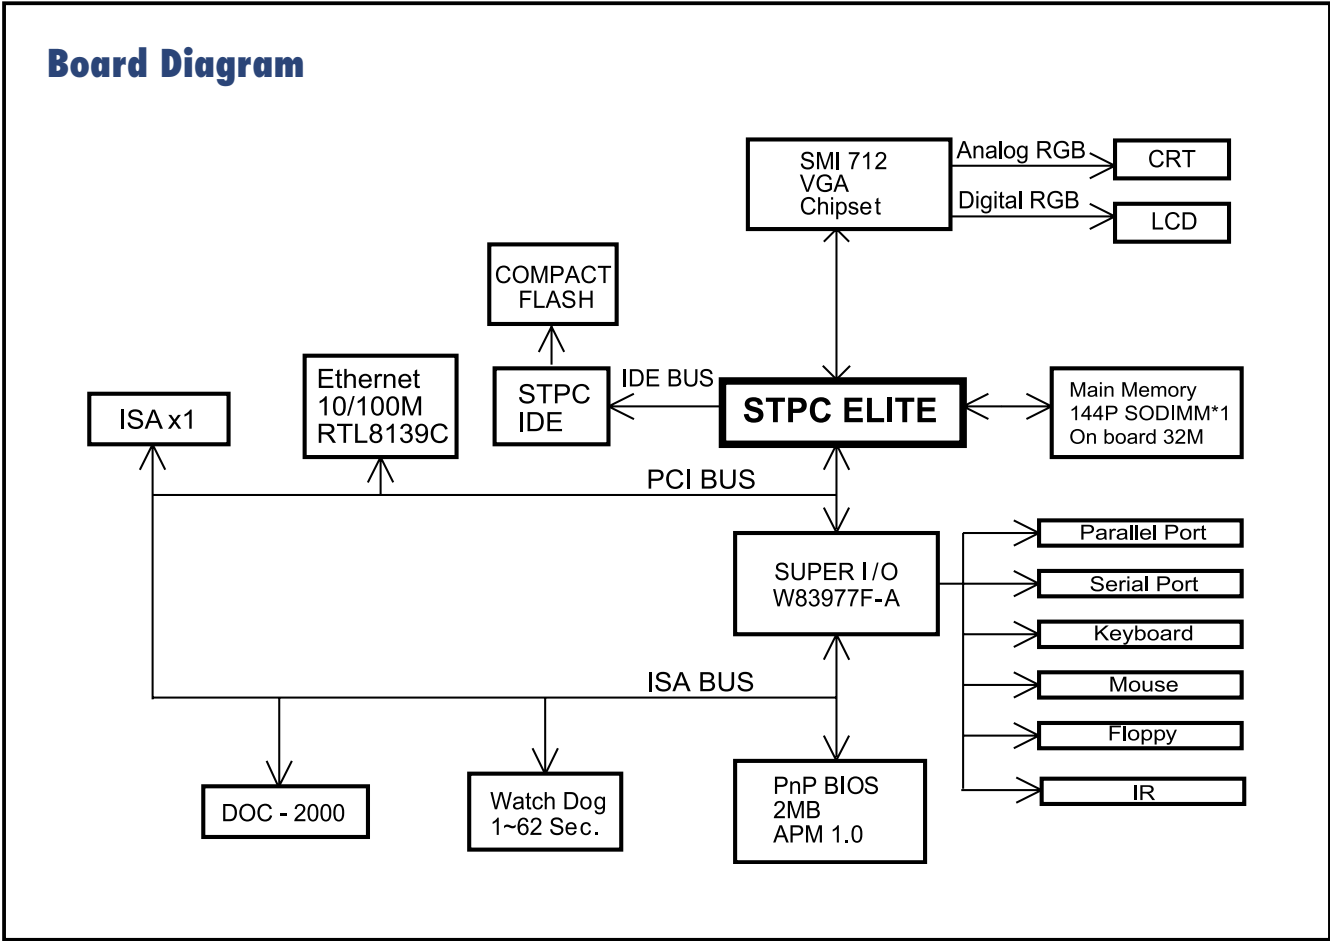 Board Diagram
SMI 712
VGA
Chipset
Analog RGB
CRT
Digital RGB
LCD
COMPACT
FLASH
STPC
IDE
IDE BUS
STPC ELITE
Main Memory
144P SODIMM*1
On board 32M
Ethernet
10/100M
RTL8139C
ISA x1
PCI BUS
SUPER I/O
W83977F-A
Parallel Port
Serial Port
Keyboard
Mouse
Floppy
IR
ISA BUS
DOC - 2000
Watch Dog
1~62 Sec.
PnP BIOS
2MB
APM 1.0